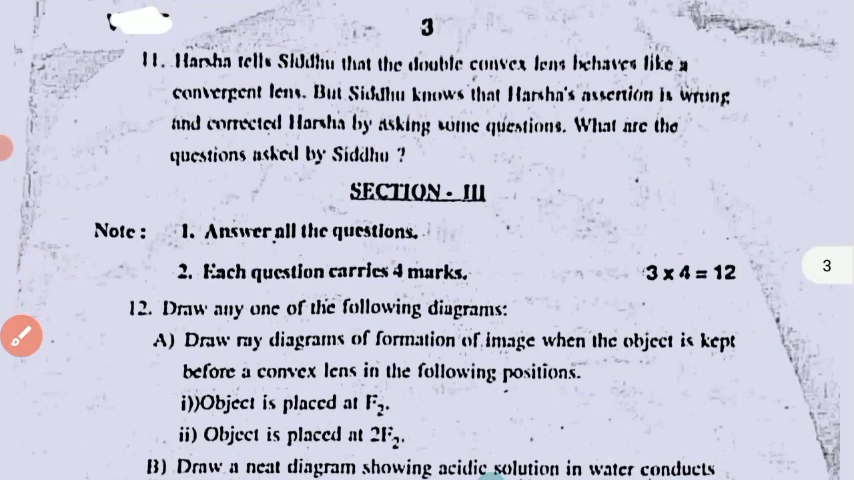 3
11. Harsha tells Siddhu that the double convex lens behaves like a
convergent lens. But Siddhu knows that Harsha's assertion is wrong
and corrected Harsha by asking some questions. What are the
questions asked by Siddhu ?
SECTION - III
Note : 1. Answer all the questions.
2. Each question carries 4 marks. 3 x 4 = 12
3
12. Draw any one of the following diagrams:
A) Draw ray diagrams of formation of image when the object is kept
before a convex lens in the following positions.
i))Object is placed at F₂.
ii) Object is placed at 2F₂.
B) Draw a neat diagram showing acidic solution in water conducts